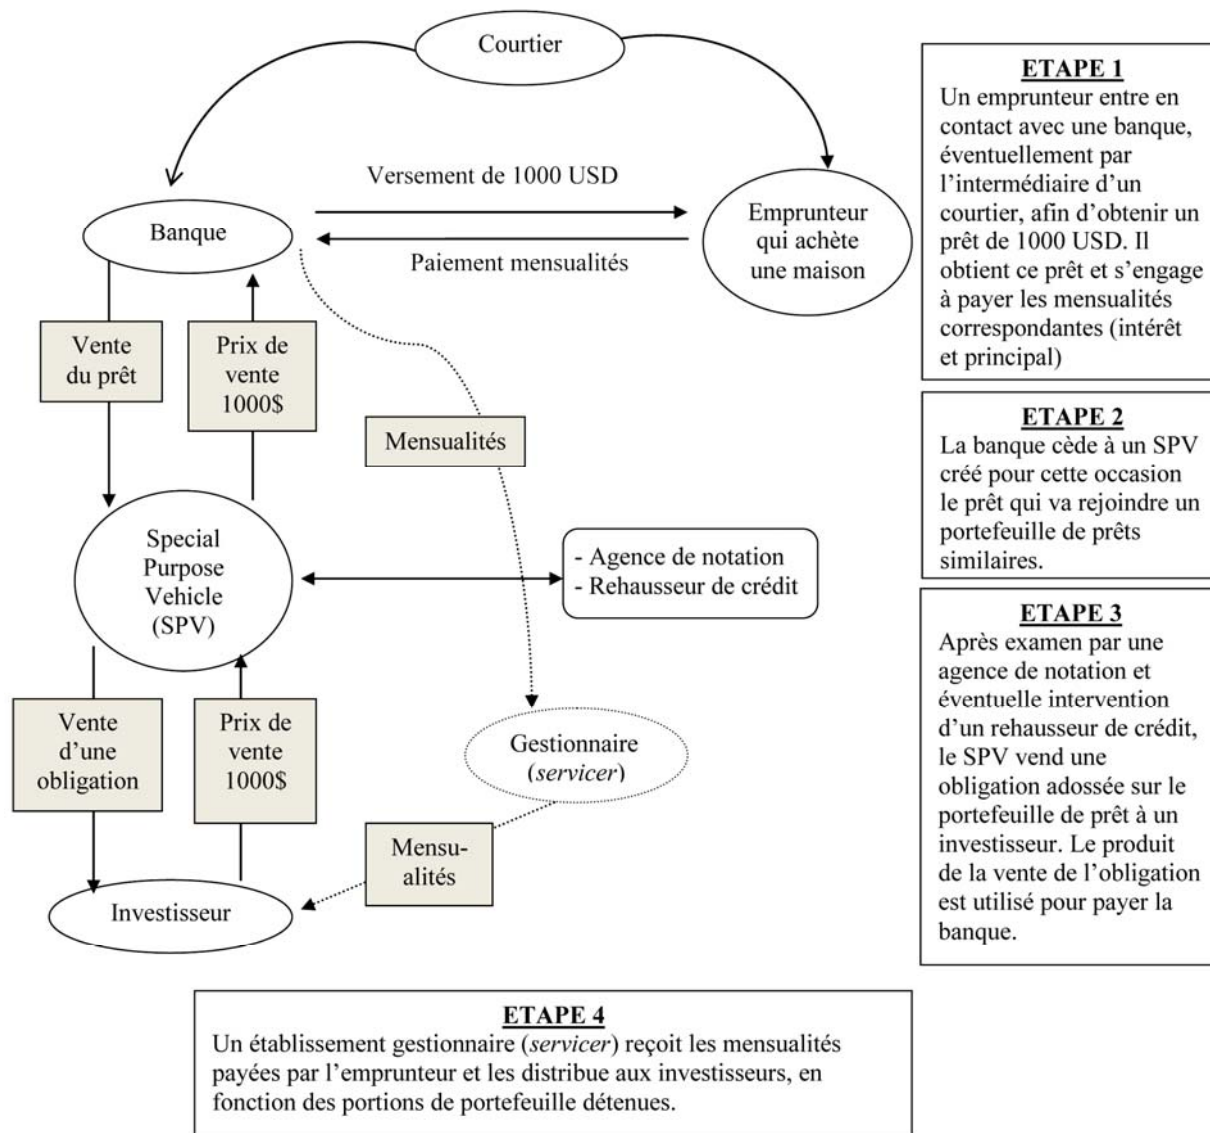 Courtier
Versement de 1000 USD
Banque
Emprunteur
qui achète
une maison
Paiement mensualités
Vente
du prêt
Prix de
vente
1000$
Mensualités
Special
Purpose
Vehicle
(SPV)
- Agence de notation
- Rehausseur de crédit
Vente
d’une
obligation
Prix de
vente
1000$
Gestionnaire
(servicer)
Mensu-
alités
Investisseur
ETAPE 1
Un emprunteur entre en
contact avec une banque,
éventuellement par
l’intermédiaire d’un
courtier, afin d’obtenir un
prêt de 1000 USD. Il
obtient ce prêt et s’engage
à payer les mensualités
correspondantes (intérêt
et principal)
ETAPE 2
La banque cède à un SPV
créé pour cette occasion
le prêt qui va rejoindre un
portefeuille de prêts
similaires.
ETAPE 3
Après examen par une
agence de notation et
éventuelle intervention
d’un rehausseur de crédit,
le SPV vend une
obligation adossée sur le
portefeuille de prêt à un
investisseur. Le produit
de la vente de l’obligation
est utilisé pour payer la
banque.
ETAPE 4
Un établissement gestionnaire (servicer) reçoit les mensualités
payées par l’emprunteur et les distribue aux investisseurs, en
fonction des portions de portefeuille détenues.